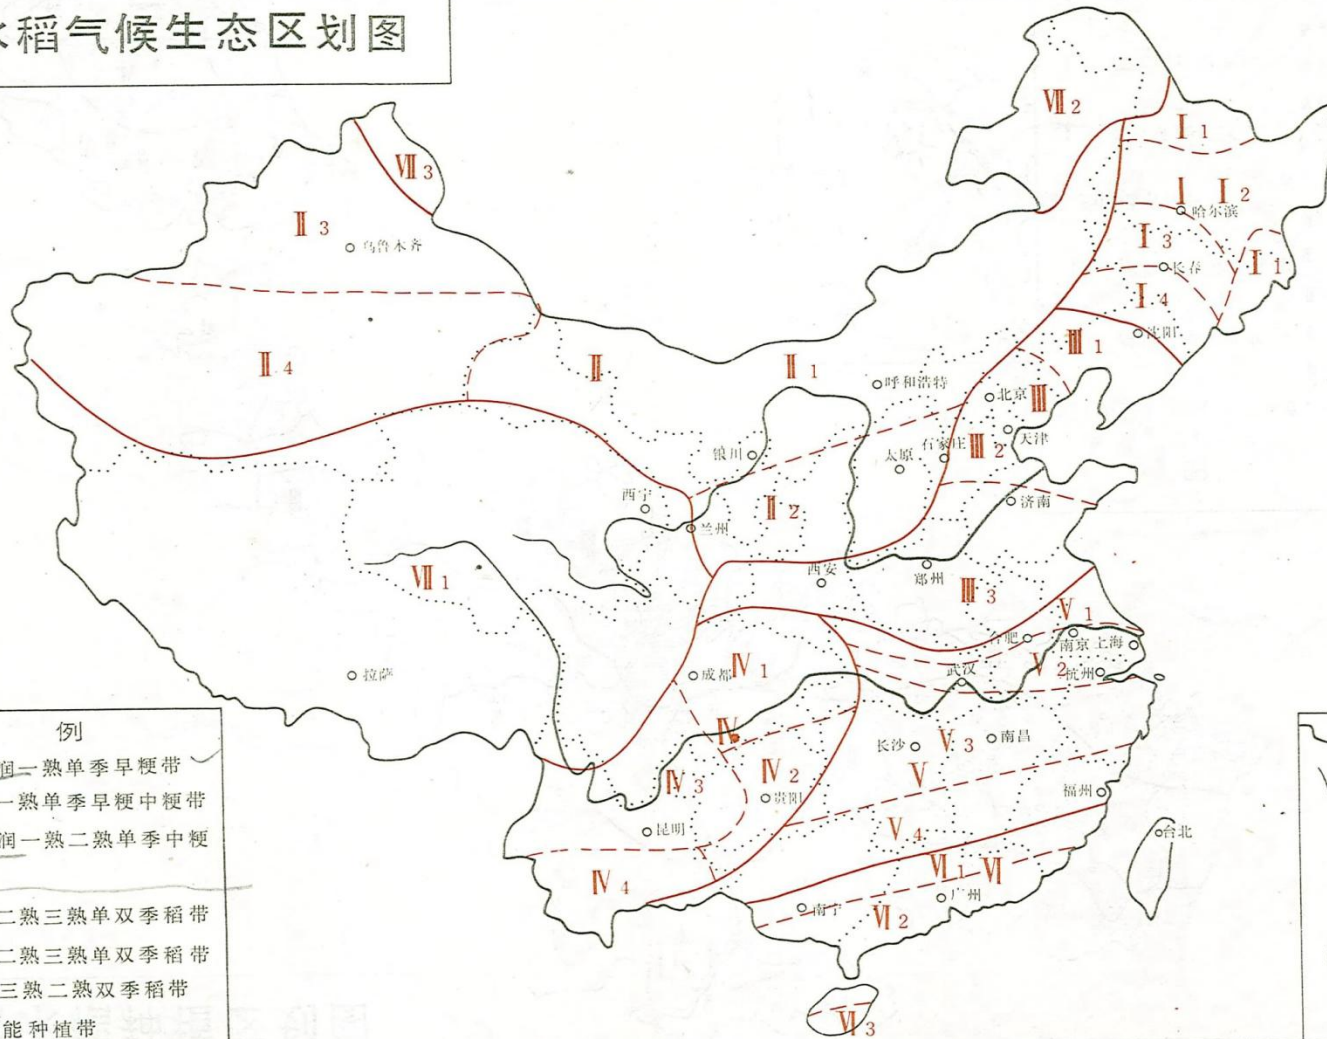 水稻气候生态区划图
Ⅶ2
Ⅰ1
Ⅶ3
Ⅰ Ⅰ2
哈尔滨
Ⅱ3
乌鲁木齐
Ⅰ3
长春
Ⅰ1
Ⅰ4
沈阳
Ⅲ1
Ⅱ4
Ⅱ
Ⅱ1
呼和浩特
北京
Ⅲ
天津
石家庄
Ⅲ2
银川
太原
西宁
济南
Ⅱ2
兰州
郑州
西安
Ⅶ1
Ⅲ3
Ⅴ1
合肥
南京
上海
Ⅳ1
成都
拉萨
武汉
Ⅴ2
杭州
Ⅳ
长沙
Ⅴ3
南昌
Ⅳ3
Ⅳ2
贵阳
Ⅴ
福州
昆明
Ⅴ4
台北
Ⅳ4
Ⅵ1
Ⅵ
南宁
广州
Ⅵ2
Ⅵ3
例
润一熟单季早粳带
一熟单季早粳中粳带
润一熟二熟单季中粳
二熟三熟单双季稻带
二熟三熟单双季稻带
三熟二熟双季稻带
能种植带